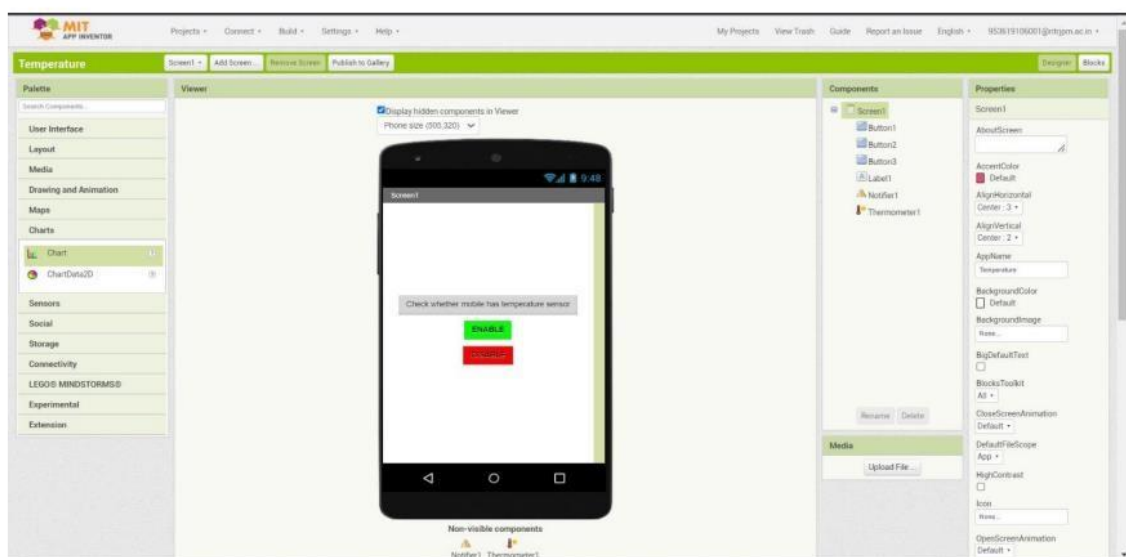 MIT
APP INVENTOR
Projects
Connect
Build
Settings
Help
My Projects
View Trash
Guide
Report an Issue
English
Temperature
Screen1
Add Screen ...
Remove Screen
Publish to Gallery
Designer
Blocks
Palette
Search Components...
User Interface
Layout
Media
Drawing and Animation
Maps
Charts
Chart
ChartData2D
Sensors
Social
Storage
Connectivity
LEGO® MINDSTORMS®
Experimental
Extension
Viewer
Display hidden components in Viewer
Phone size (505,320)
9:48
Screen1
Check whether mobile has temperature sensor
ENABLE
DISABLE
Non-visible components
Notifier1 Thermometer1
Components
Screen1
Button1
Button2
Button3
Label1
Notifier1
Thermometer1
Rename
Delete
Media
Upload File ...
Properties
Screen1
AboutScreen
AccentColor
Default
AlignHorizontal
Center : 3
AlignVertical
Center : 2
AppName
Temperature
BackgroundColor
Default
BackgroundImage
None...
BigDefaultText
BlocksToolkit
All
CloseScreenAnimation
Default
DefaultFileScope
App
HighContrast
Icon
None...
OpenScreenAnimation
Default